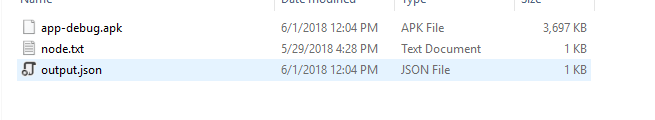 Name Date modified Type Size
app-debug.apk 6/1/2018 12:04 PM APK File 3,697 KB
node.txt 5/29/2018 4:28 PM Text Document 1 KB
output.json 6/1/2018 12:04 PM JSON File 1 KB